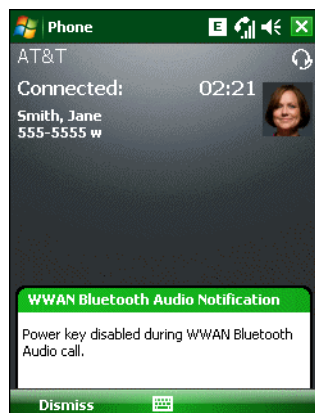 Phone
E
AT&T
Connected: 02:21
Smith, Jane
555-5555 w
WWAN Bluetooth Audio Notification
Power key disabled during WWAN Bluetooth
Audio call.
Dismiss